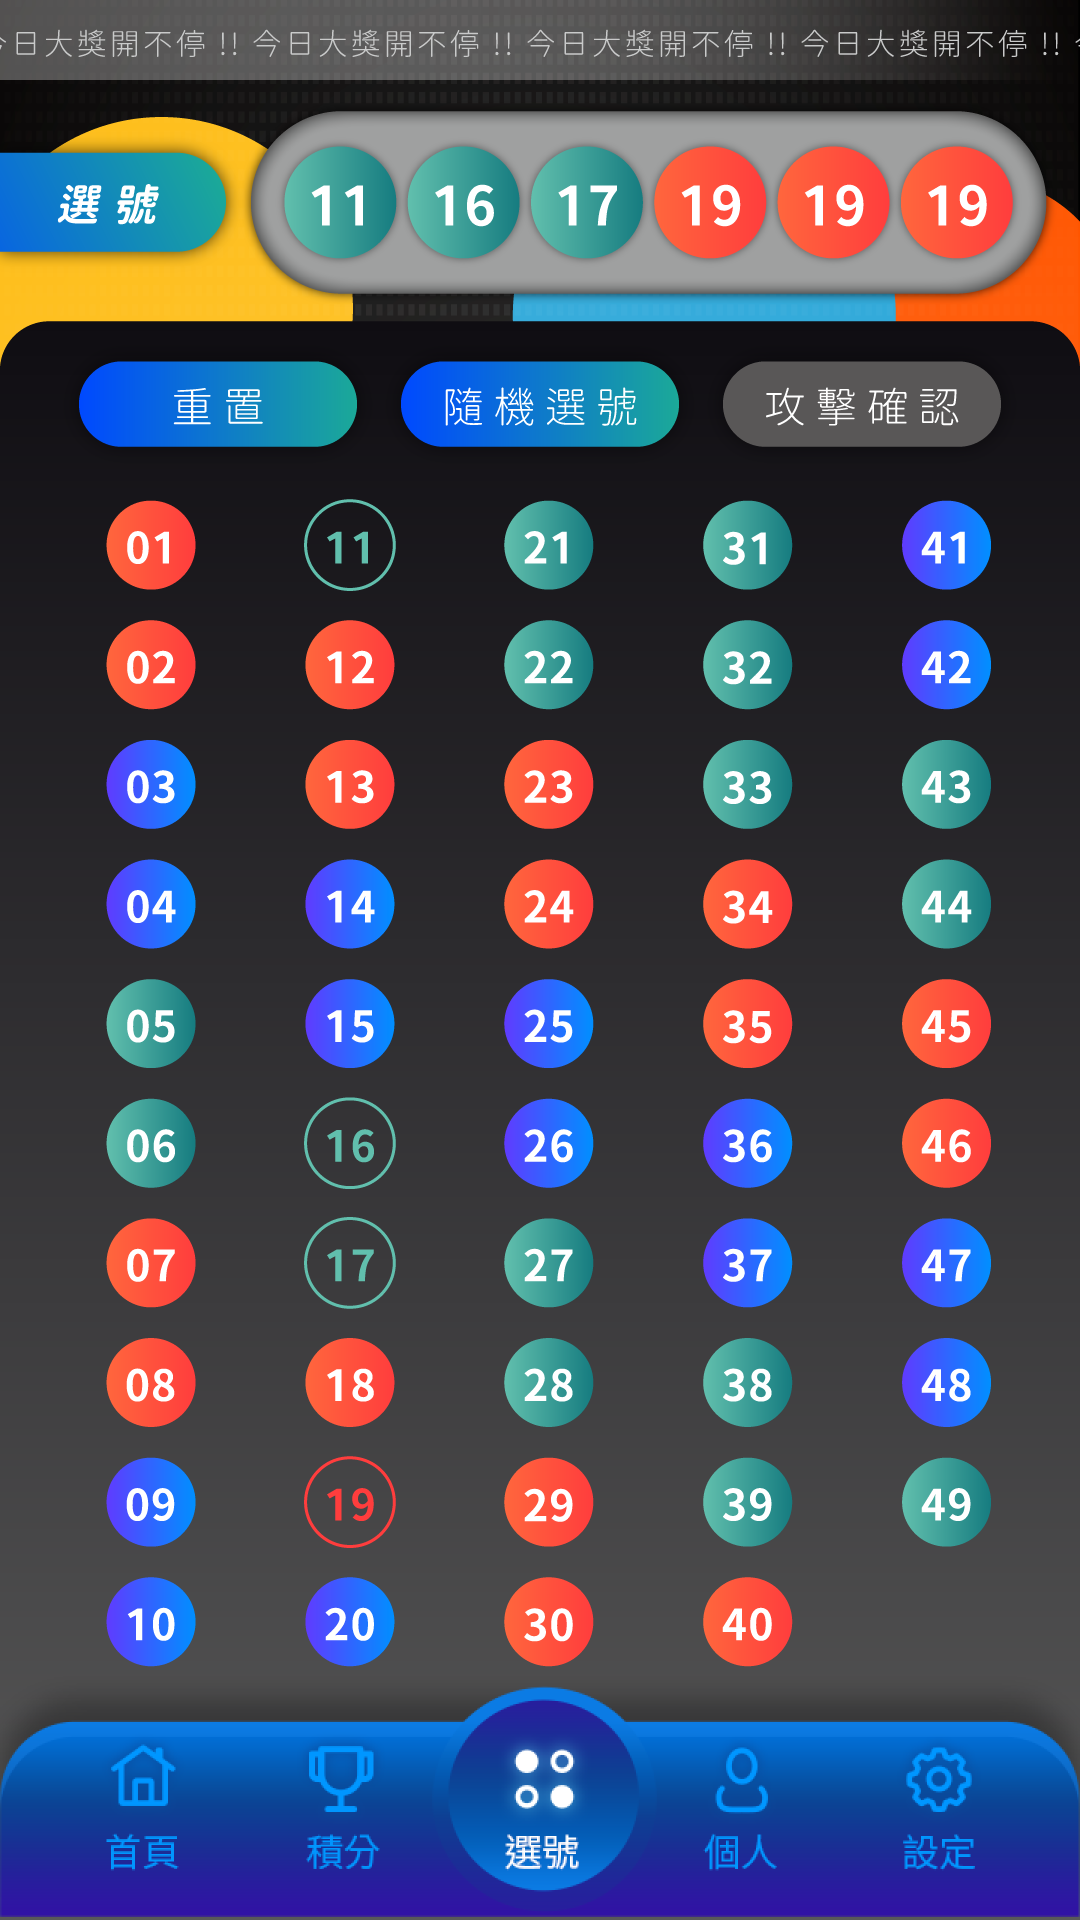 今日大獎開不停 !! 今日大獎開不停 !! 今日大獎開不停 !! 今日大獎開不停 !!
選號 11 16 17 19 19 19
重置 隨機選號 攻擊確認
01 11 21 31 41
02 12 22 32 42
03 13 23 33 43
04 14 24 34 44
05 15 25 35 45
06 16 26 36 46
07 17 27 37 47
08 18 28 38 48
09 19 29 39 49
10 20 30 40
首頁 積分 選號 個人 設定